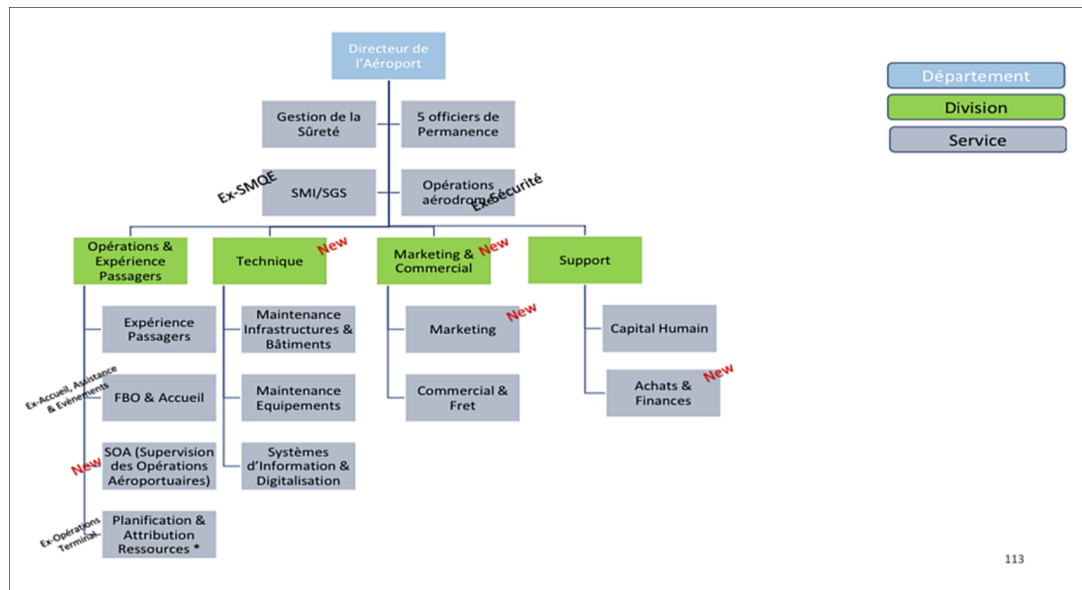 Directeur de
l'Aéroport
Département
Division
Service
Gestion de la
Sûreté
5 officiers de
Permanence
Ex-SMQE
SMI/SGS
Opérations
aérodrome
Ex-Sécurité
Opérations &
Expérience
Passagers
Technique
New
Marketing &
Commercial
New
Support
Expérience
Passagers
Maintenance
Infrastructures &
Bâtiments
Marketing
New
Capital Humain
Ex-Accueil, Assistance
& Evènements
FBO & Accueil
Maintenance
Equipements
Commercial &
Fret
Achats &
Finances
New
New
SOA (Supervision
des Opérations
Aéroportuaires)
Systèmes
d'Information &
Digitalisation
Ex-Opérations
Terminal
Planification &
Attribution
Ressources *
113